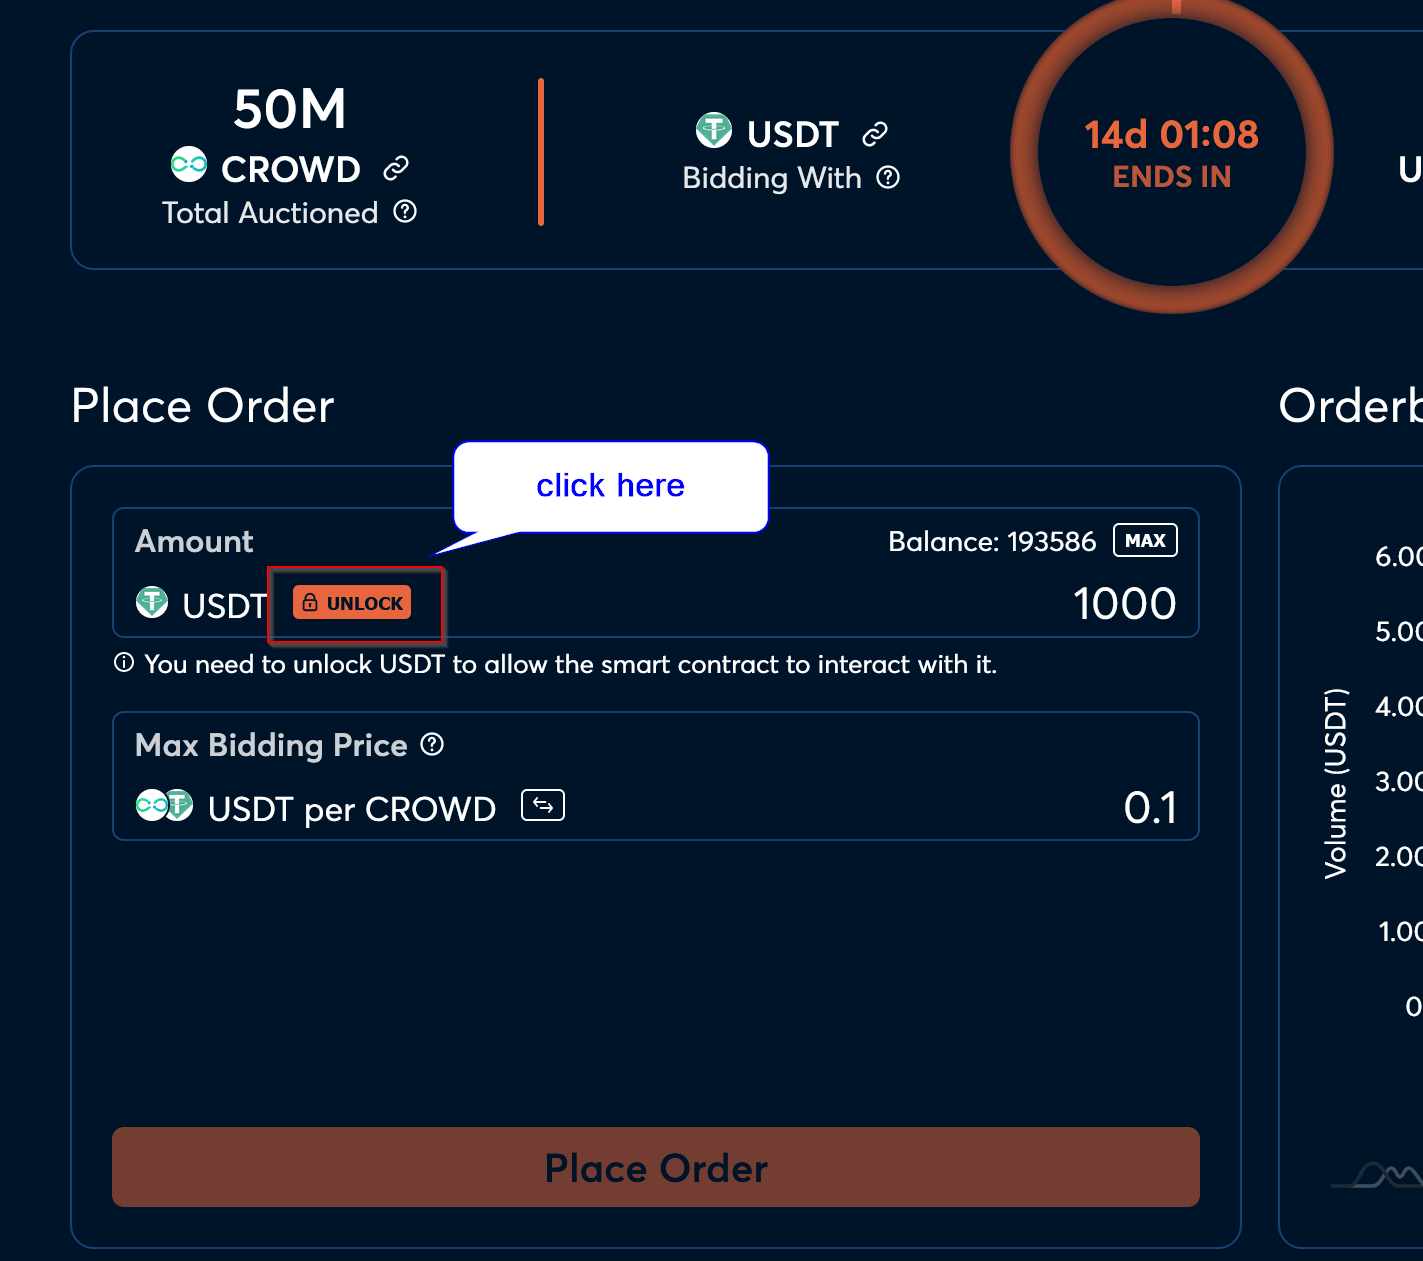 50M
CROWD
Total Auctioned
USDT
Bidding With
14d 01:08
ENDS IN
U
Place Order
click here
Amount
Balance: 193586 MAX
USDT UNLOCK 1000
You need to unlock USDT to allow the smart contract to interact with it.
Max Bidding Price
USDT per CROWD 0.1
Place Order
Orderb
Volume (USDT)
6.00
5.00
4.00
3.00
2.00
1.00
0